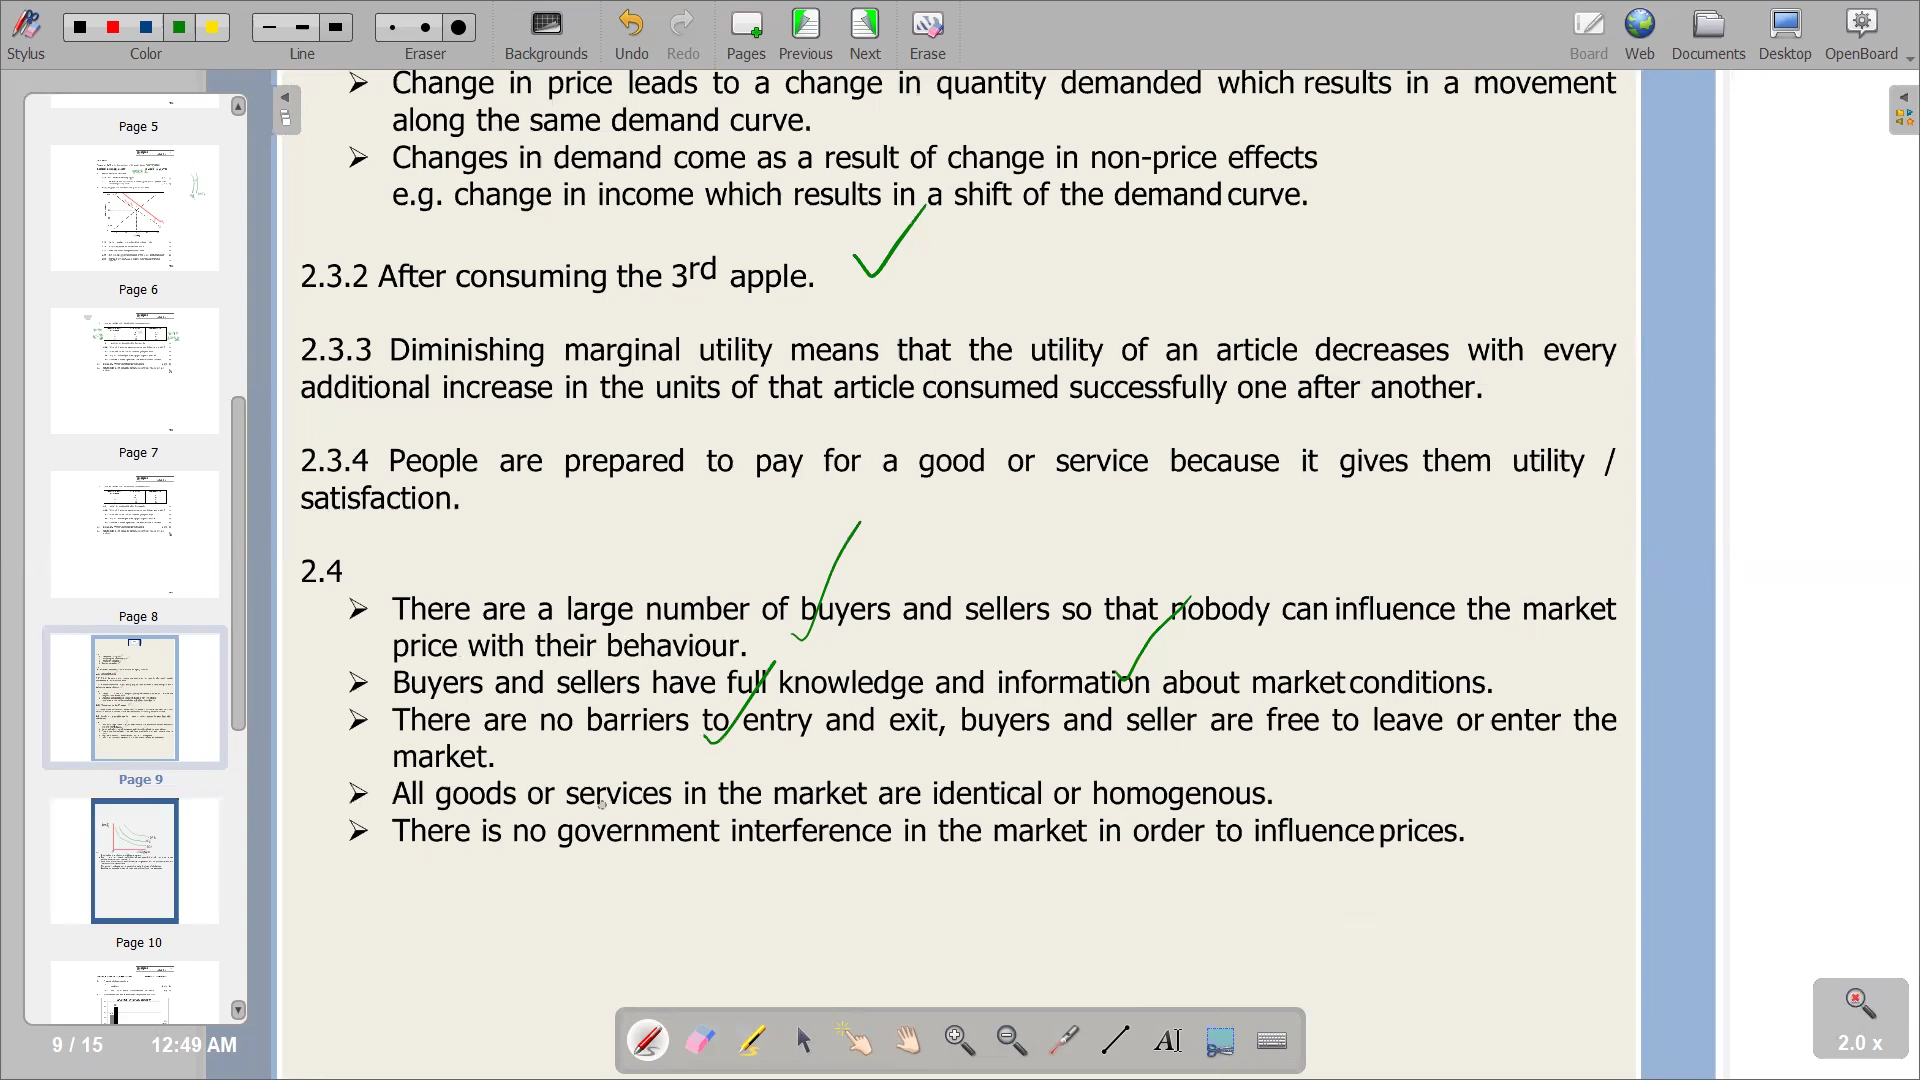 Stylus
Color
Line
Eraser
Backgrounds
Undo
Redo
Pages
Previous
Next
Erase
Board
Web
Documents
Desktop
OpenBoard
Page 5
Page 6
Page 7
Page 8
Page 9
Page 10
9 / 15
12:49 AM
Change in price leads to a change in quantity demanded which results in a movement
along the same demand curve.
Changes in demand come as a result of change in non-price effects
e.g. change in income which results in a shift of the demand curve.
2.3.2 After consuming the 3rd apple.
2.3.3 Diminishing marginal utility means that the utility of an article decreases with every
additional increase in the units of that article consumed successfully one after another.
2.3.4 People are prepared to pay for a good or service because it gives them utility /
satisfaction.
2.4
There are a large number of buyers and sellers so that nobody can influence the market
price with their behaviour.
Buyers and sellers have full knowledge and information about market conditions.
There are no barriers to entry and exit, buyers and seller are free to leave or enter the
market.
All goods or services in the market are identical or homogenous.
There is no government interference in the market in order to influence prices.
2.0 x